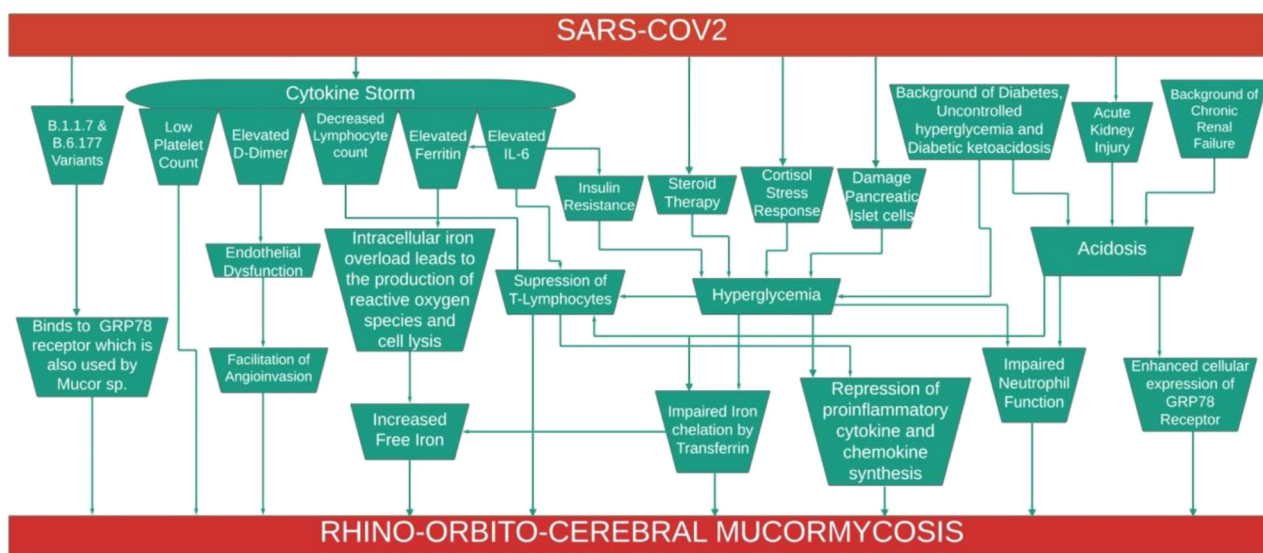 SARS-COV2
Cytokine Storm
B.1.1.7 &
B.6.177
Variants
Low
Platelet
Count
Elevated
D-Dimer
Decreased
Lymphocyte
count
Elevated
Ferritin
Elevated
IL-6
Insulin
Resistance
Steroid
Therapy
Cortisol
Stress
Response
Damage
Pancreatic
Islet cells
Background of Diabetes,
Uncontrolled
hyperglycemia and
Diabetic ketoacidosis
Acute
Kidney
Injury
Background of
Chronic
Renal
Failure
Endothelial
Dysfunction
Intracellular iron
overload leads to
the production of
reactive oxygen
species and
cell lysis
Supression of
T-Lymphocytes
Hyperglycemia
Acidosis
Binds to GRP78
receptor which is
also used by
Mucor sp.
Facilitation of
Angioinvasion
Increased
Free Iron
Impaired Iron
chelation by
Transferrin
Repression of
proinflammatory
cytokine and
chemokine
synthesis
Impaired
Neutrophil
Function
Enhanced cellular
expression of
GRP78
Receptor
RHINO-ORBITO-CEREBRAL MUCORMYCOSIS